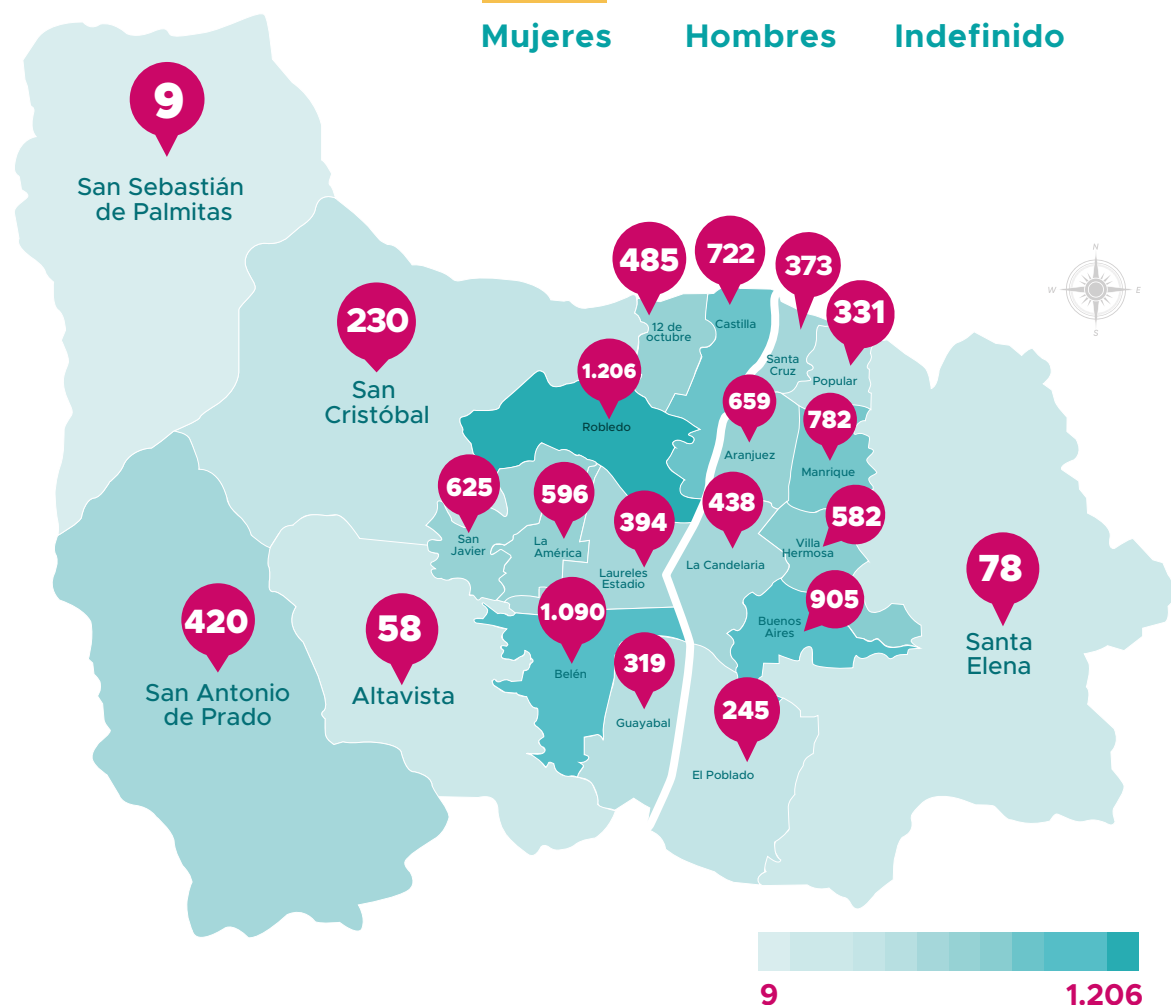 Mujeres Hombres Indefinido
9
San Sebastián
de Palmitas
230
San
Cristóbal
485
12 de
octubre
722
Castilla
373
Santa
Cruz
331
Popular
N
W E
S
1.206
Robledo
659
Aranjuez
782
Manrique
625
San
Javier
596
La
América
394
Laureles
Estadio
438
La Candelaria
582
Villa
Hermosa
420
San Antonio
de Prado
58
Altavista
1.090
Belén
319
Guayabal
905
Buenos
Aires
245
El Poblado
78
Santa
Elena
9 1.206